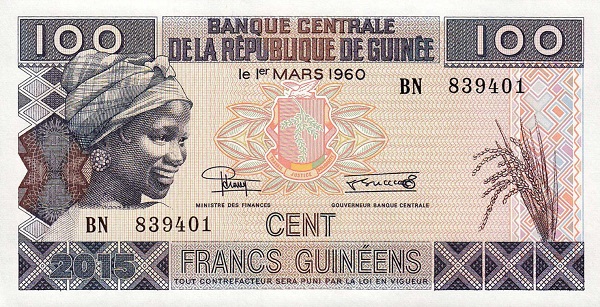 100
BANQUE CENTRALE
100
DE LA RÉPUBLIQUE DE GUINÉE
le 1er MARS 1960
BN 839401
MINISTRE DES FINANCES
GOUVERNEUR BANQUE CENTRALE
BN 839401
CENT
2015
FRANCS GUINÉENS
TOUT CONTREFACTEUR SERA PUNI PAR LA LOI EN VIGUEUR